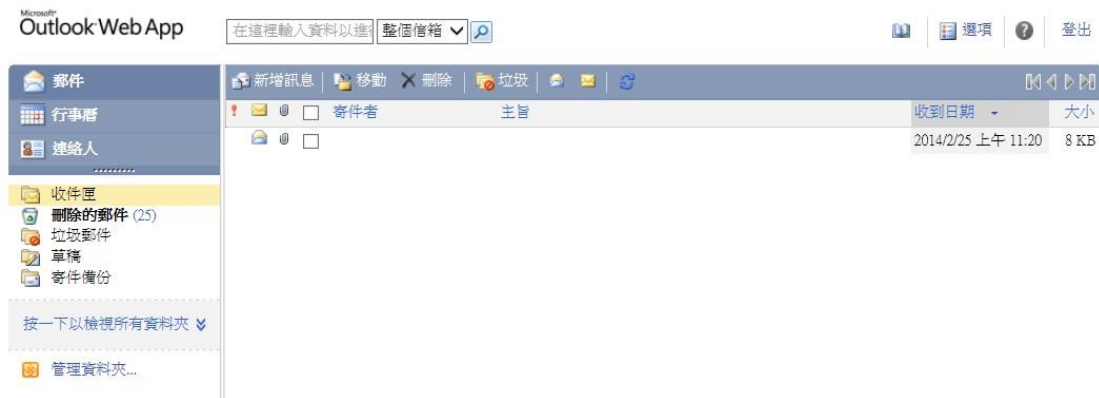 Microsoft
Outlook Web App
在這裡輸入資料以進 整個信箱
選項 登出
郵件
行事曆
連絡人
收件匣
刪除的郵件 (25)
垃圾郵件
草稿
寄件備份
按一下以檢視所有資料夾
管理資料夾...
新增訊息 移動 刪除 垃圾
寄件者 主旨 收到日期 大小
2014/2/25 上午 11:20 8 KB